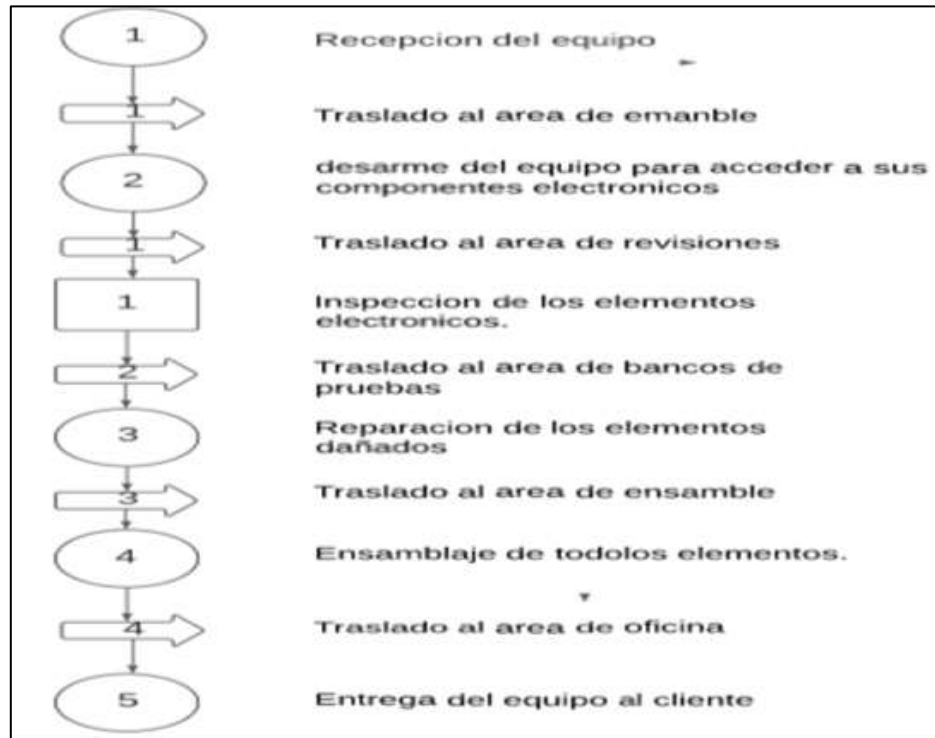 1 Recepcion del equipo
1 Traslado al area de emanble
2 desarme del equipo para acceder a sus
componentes electronicos
1 Traslado al area de revisiones
1 Inspeccion de los elementos
electronicos.
2 Traslado al area de bancos de
pruebas
3 Reparacion de los elementos
dañados
3 Traslado al area de ensamble
4 Ensamblaje de todolos elementos.
4 Traslado al area de oficina
5 Entrega del equipo al cliente